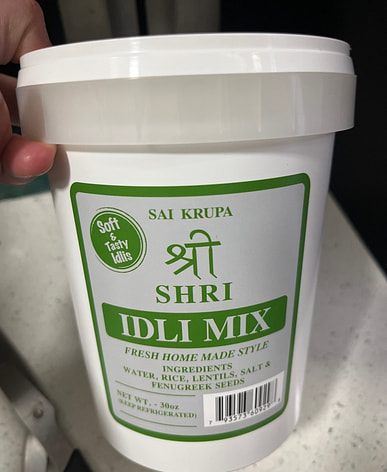 Soft
&
Tasty
Idlis
SAI KRUPA
श्री
SHRI
IDLI MIX
FRESH HOME MADE STYLE
INGREDIENTS
WATER, RICE, LENTILS, SALT &
FENUGREEK SEEDS
NET WT. - 30oz
(KEEP REFRIGERATED)